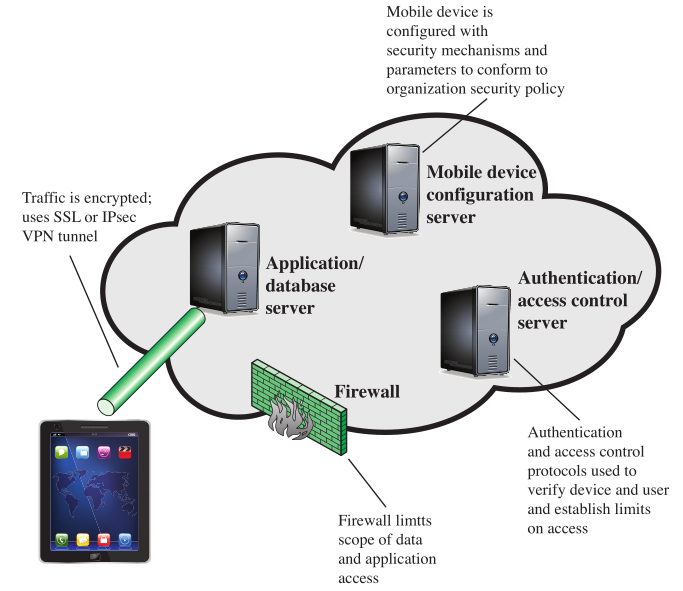 Mobile device is
configured with
security mechanisms and
parameters to conform to
organization security policy
Mobile device
configuration
server
Traffic is encrypted;
uses SSL or IPsec
VPN tunnel
Application/
database
server
Authentication/
access control
server
Firewall
Authentication
and access control
protocols used to
verify device and user
and establish limits
on access
Firewall limtts
scope of data
and application
access